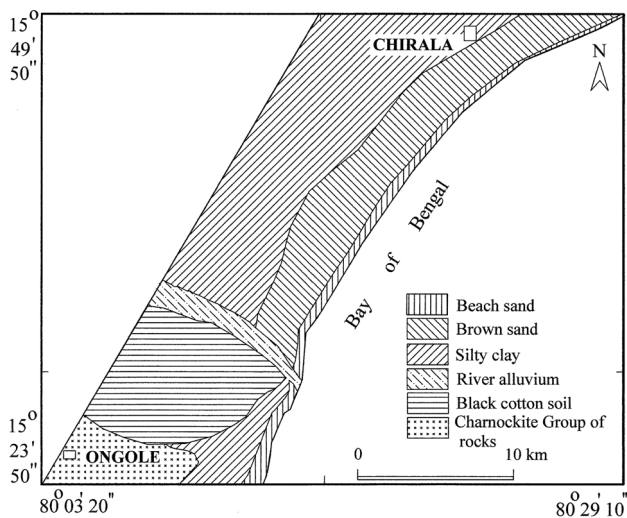 15°
49'
50"
CHIRALA
N
Bay of Bengal
Beach sand
Brown sand
Silty clay
River alluvium
Black cotton soil
Charnockite Group of
rocks
15°
23'
50"
ONGOLE
0 10 km
80° 03' 20" 80° 29' 10"